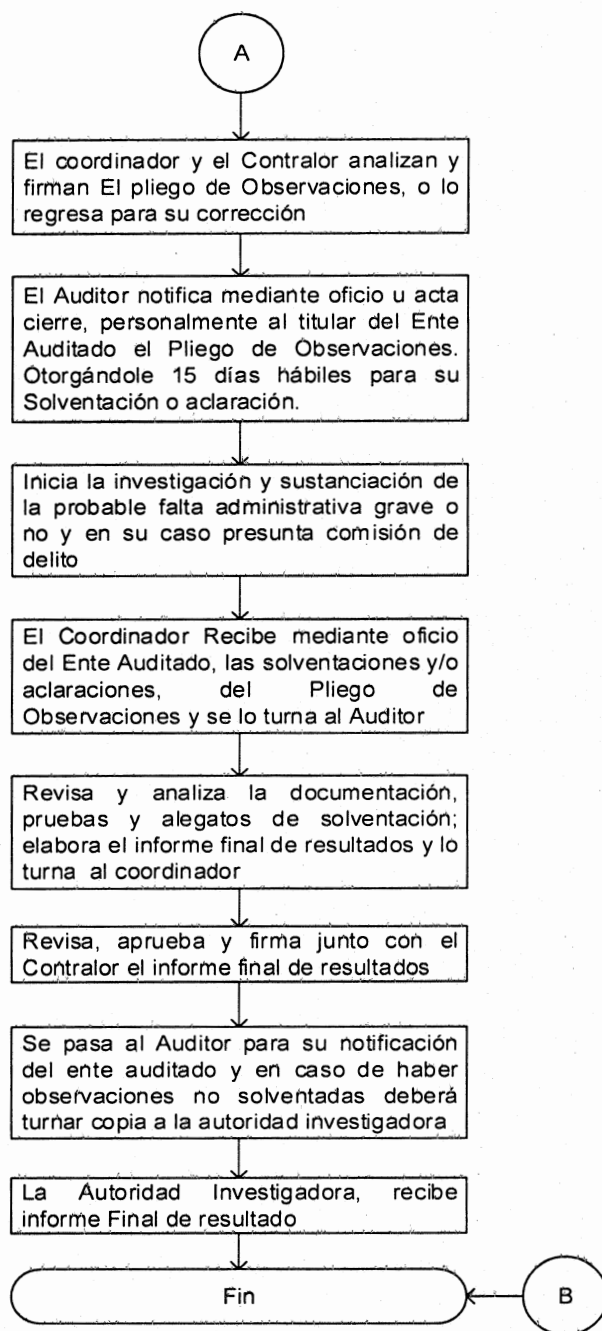 A
El coordinador y el Contralor analizan y
firman El pliego de Observaciones, o lo
regresa para su corrección
El Auditor notifica mediante oficio u acta
cierre, personalmente al titular del Ente
Auditado el Pliego de Observaciones.
Otorgándole 15 días hábiles para su
Solventación o aclaración.
Inicia la investigación y sustanciación de
la probable falta administrativa grave o
no y en su caso presunta comisión de
delito
El Coordinador Recibe mediante oficio
del Ente Auditado, las solventaciones y/o
aclaraciones, del Pliego de
Observaciones y se lo turna al Auditor
Revisa y analiza la documentación,
pruebas y alegatos de solventación;
elabora el informe final de resultados y lo
turna al coordinador
Revisa, aprueba y firma junto con el
Contralor el informe final de resultados
Se pasa al Auditor para su notificación
del ente auditado y en caso de haber
observaciones no solventadas deberá
turnar copia a la autoridad investigadora
La Autoridad Investigadora, recibe
informe Final de resultado
Fin
B